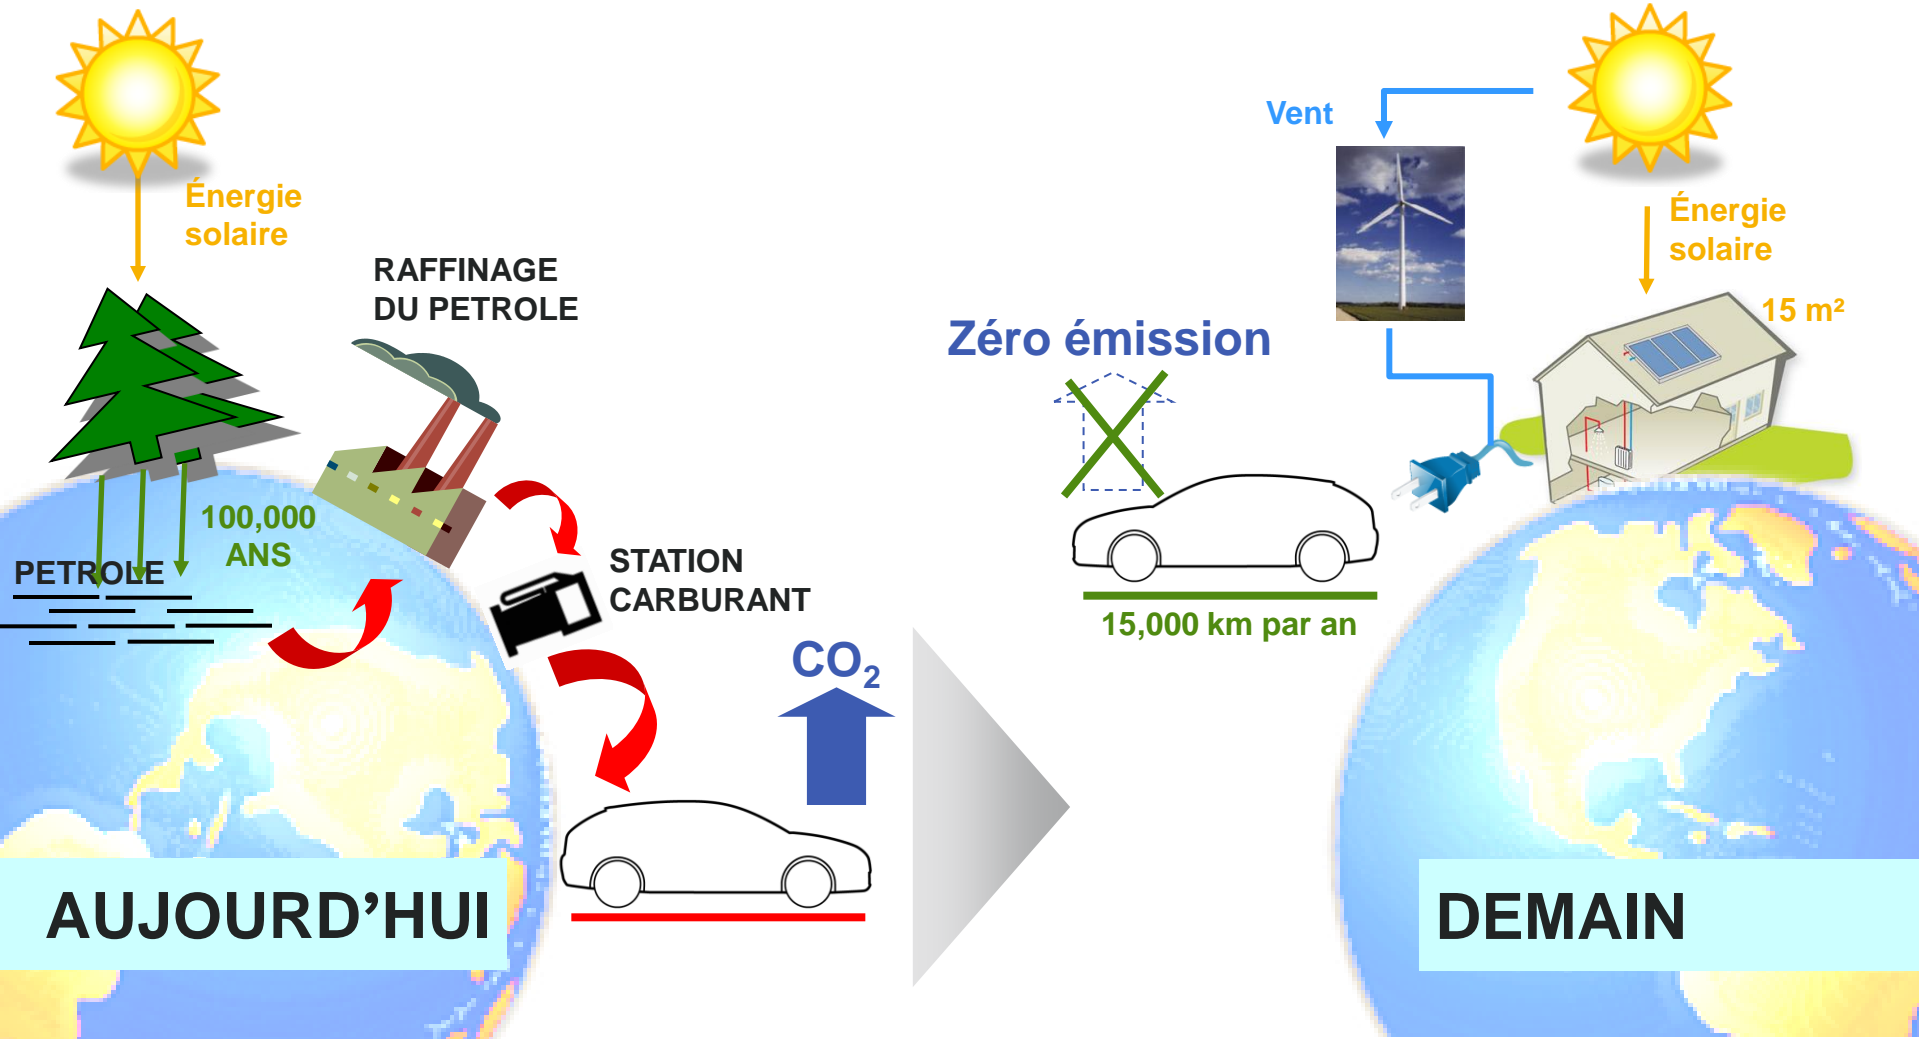 Énergie
solaire
RAFFINAGE
DU PETROLE
100,000
ANS
PETROLE
STATION
CARBURANT
CO₂
AUJOURD’HUI
Vent
Énergie
solaire
15 m²
Zéro émission
15,000 km par an
DEMAIN